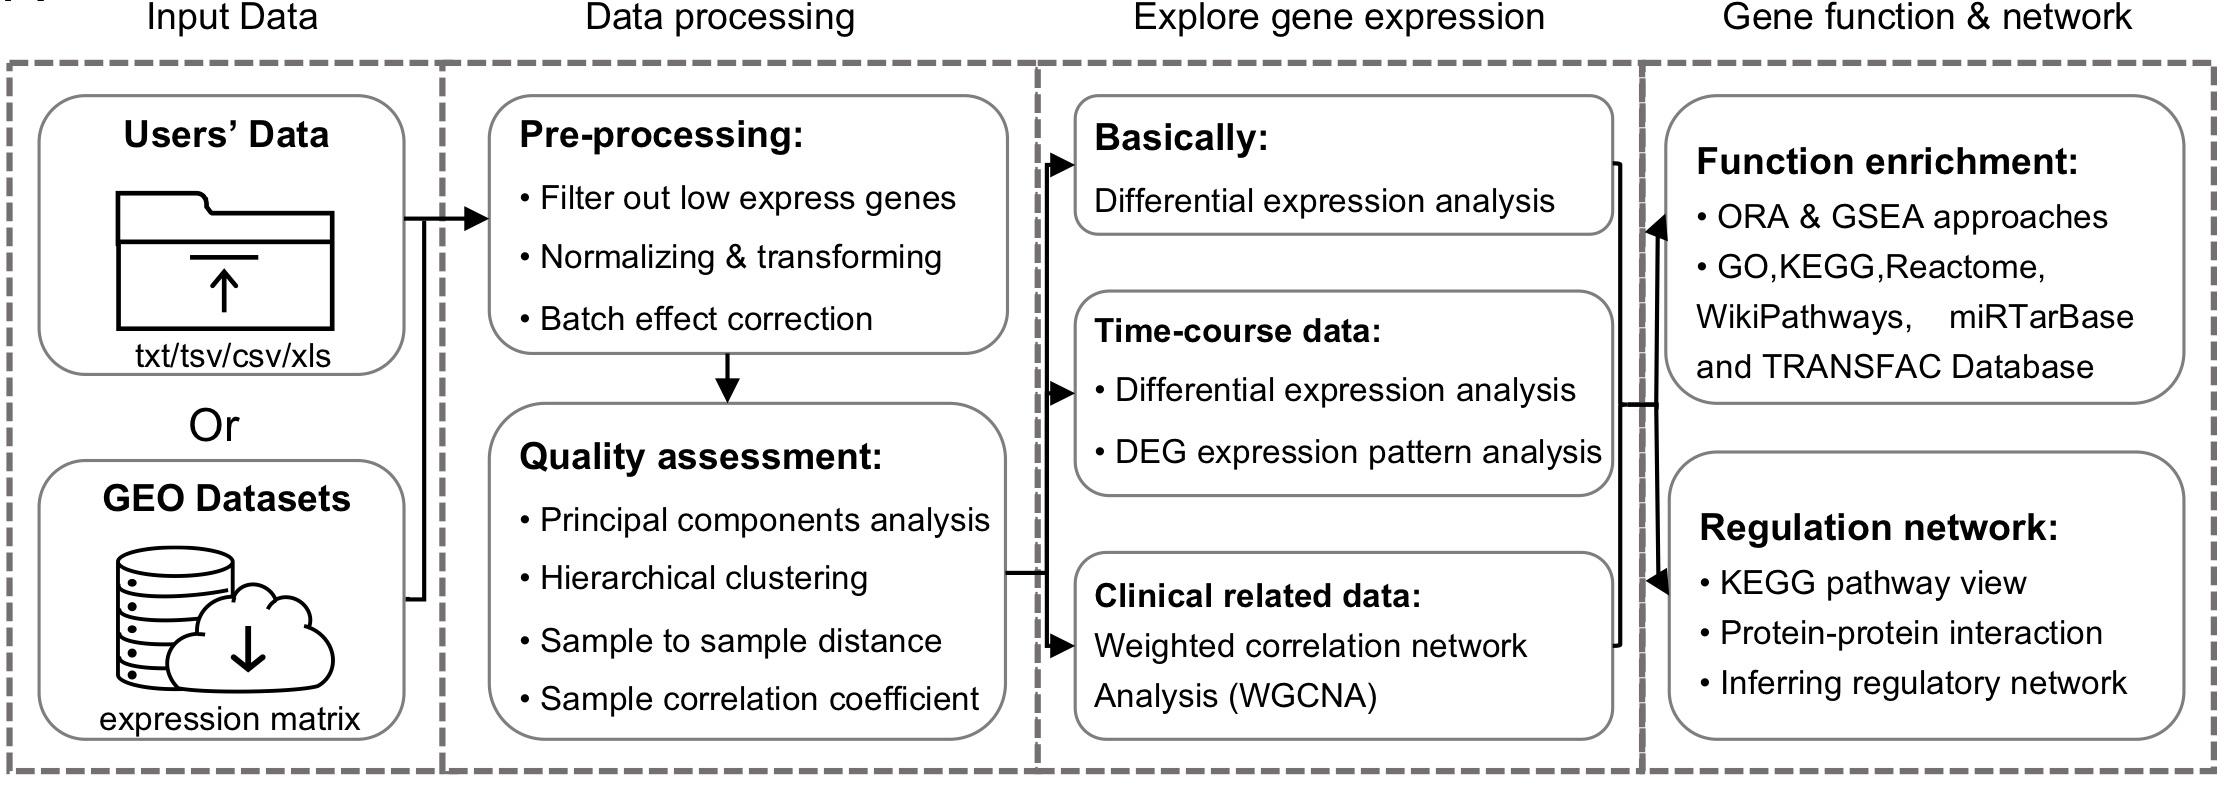 Input Data
Data processing
Explore gene expression
Gene function & network
Users’ Data
txt/tsv/csv/xls
Or
GEO Datasets
expression matrix
Pre-processing:
• Filter out low express genes
• Normalizing & transforming
• Batch effect correction
Quality assessment:
• Principal components analysis
• Hierarchical clustering
• Sample to sample distance
• Sample correlation coefficient
Basically:
Differential expression analysis
Time-course data:
• Differential expression analysis
• DEG expression pattern analysis
Clinical related data:
Weighted correlation network
Analysis (WGCNA)
Function enrichment:
• ORA & GSEA approaches
• GO,KEGG,Reactome,
WikiPathways, miRTarBase
and TRANSFAC Database
Regulation network:
• KEGG pathway view
• Protein-protein interaction
• Inferring regulatory network